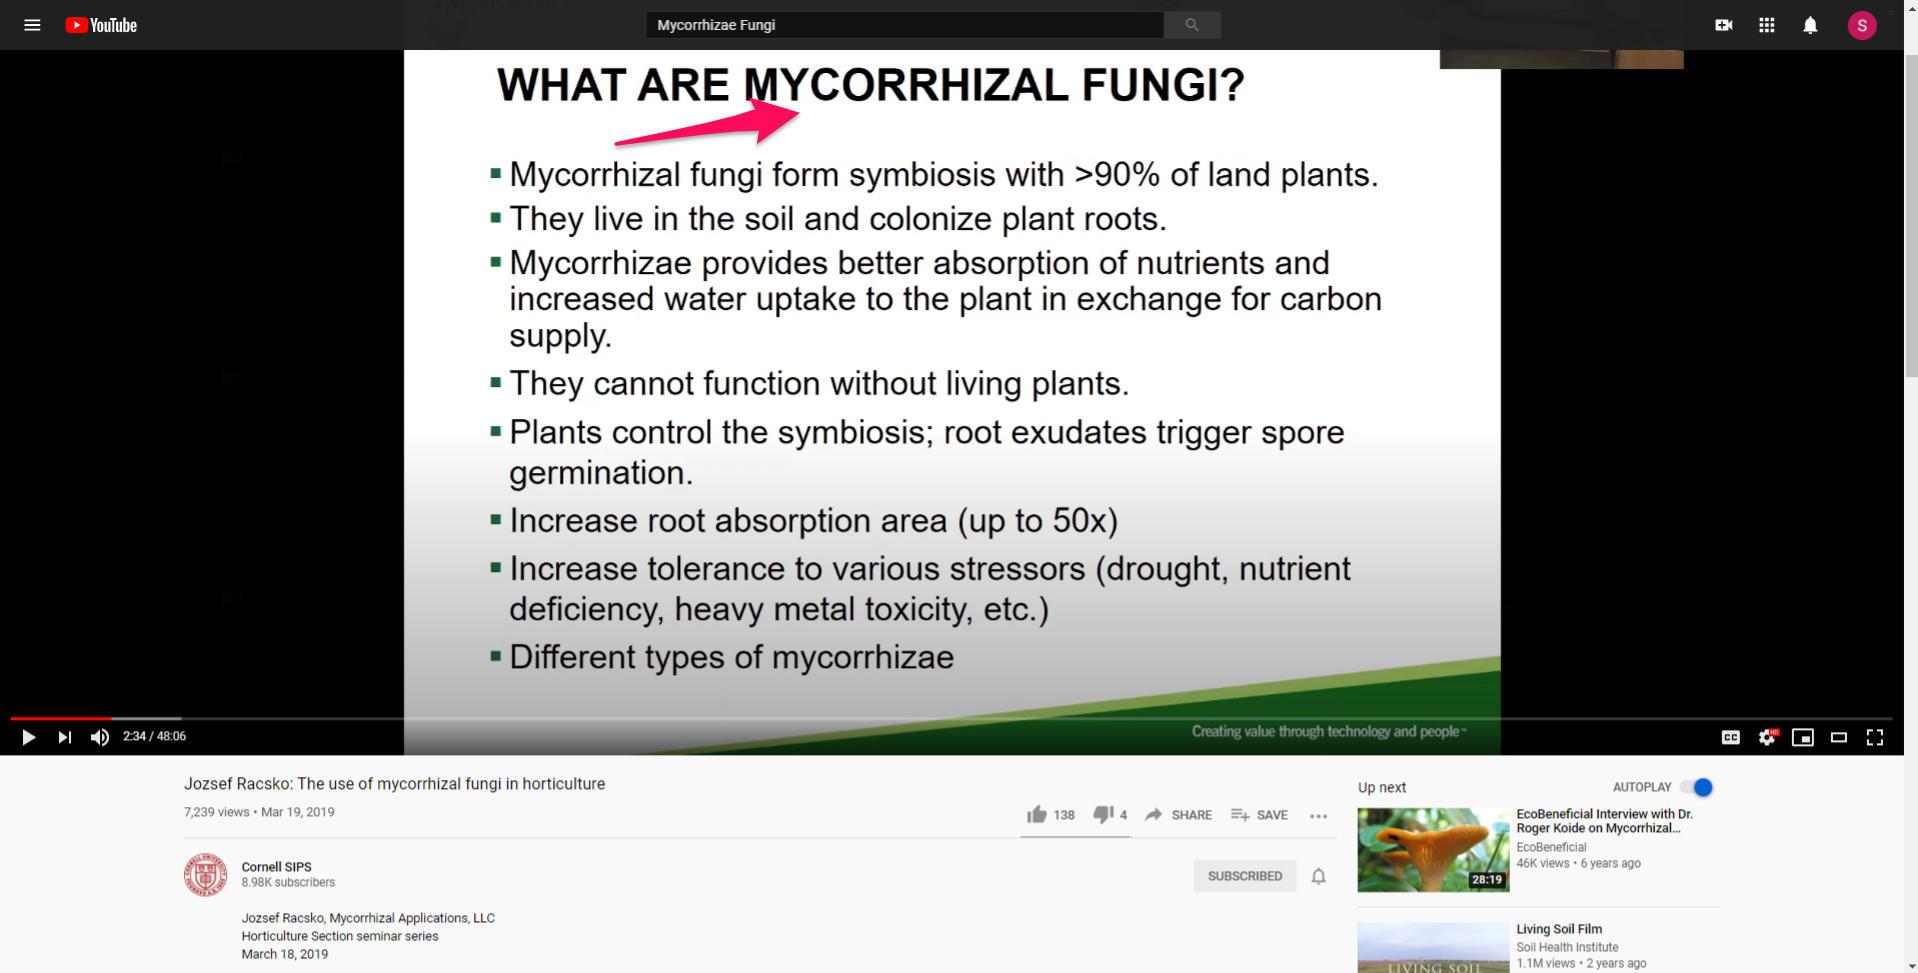 YouTube
Mycorrhizae Fungi
S
WHAT ARE MYCORRHIZAL FUNGI?
Mycorrhizal fungi form symbiosis with >90% of land plants.
They live in the soil and colonize plant roots.
Mycorrhizae provides better absorption of nutrients and
increased water uptake to the plant in exchange for carbon
supply.
They cannot function without living plants.
Plants control the symbiosis; root exudates trigger spore
germination.
Increase root absorption area (up to 50x)
Increase tolerance to various stressors (drought, nutrient
deficiency, heavy metal toxicity, etc.)
Different types of mycorrhizae
Creating value through technology and people™
2:34 / 48:06
CC
HD
Jozsef Racsko: The use of mycorrhizal fungi in horticulture
7,239 views • Mar 19, 2019
138
4
SHARE
SAVE
Cornell SIPS
8.98K subscribers
SUBSCRIBED
Jozsef Racsko, Mycorrhizal Applications, LLC
Horticulture Section seminar series
March 18, 2019
Up next
AUTOPLAY
28:19
EcoBeneficial Interview with Dr.
Roger Koide on Mycorrhizal...
EcoBeneficial
46K views • 6 years ago
LIVING SOIL
Living Soil Film
Soil Health Institute
1.1M views • 2 years ago